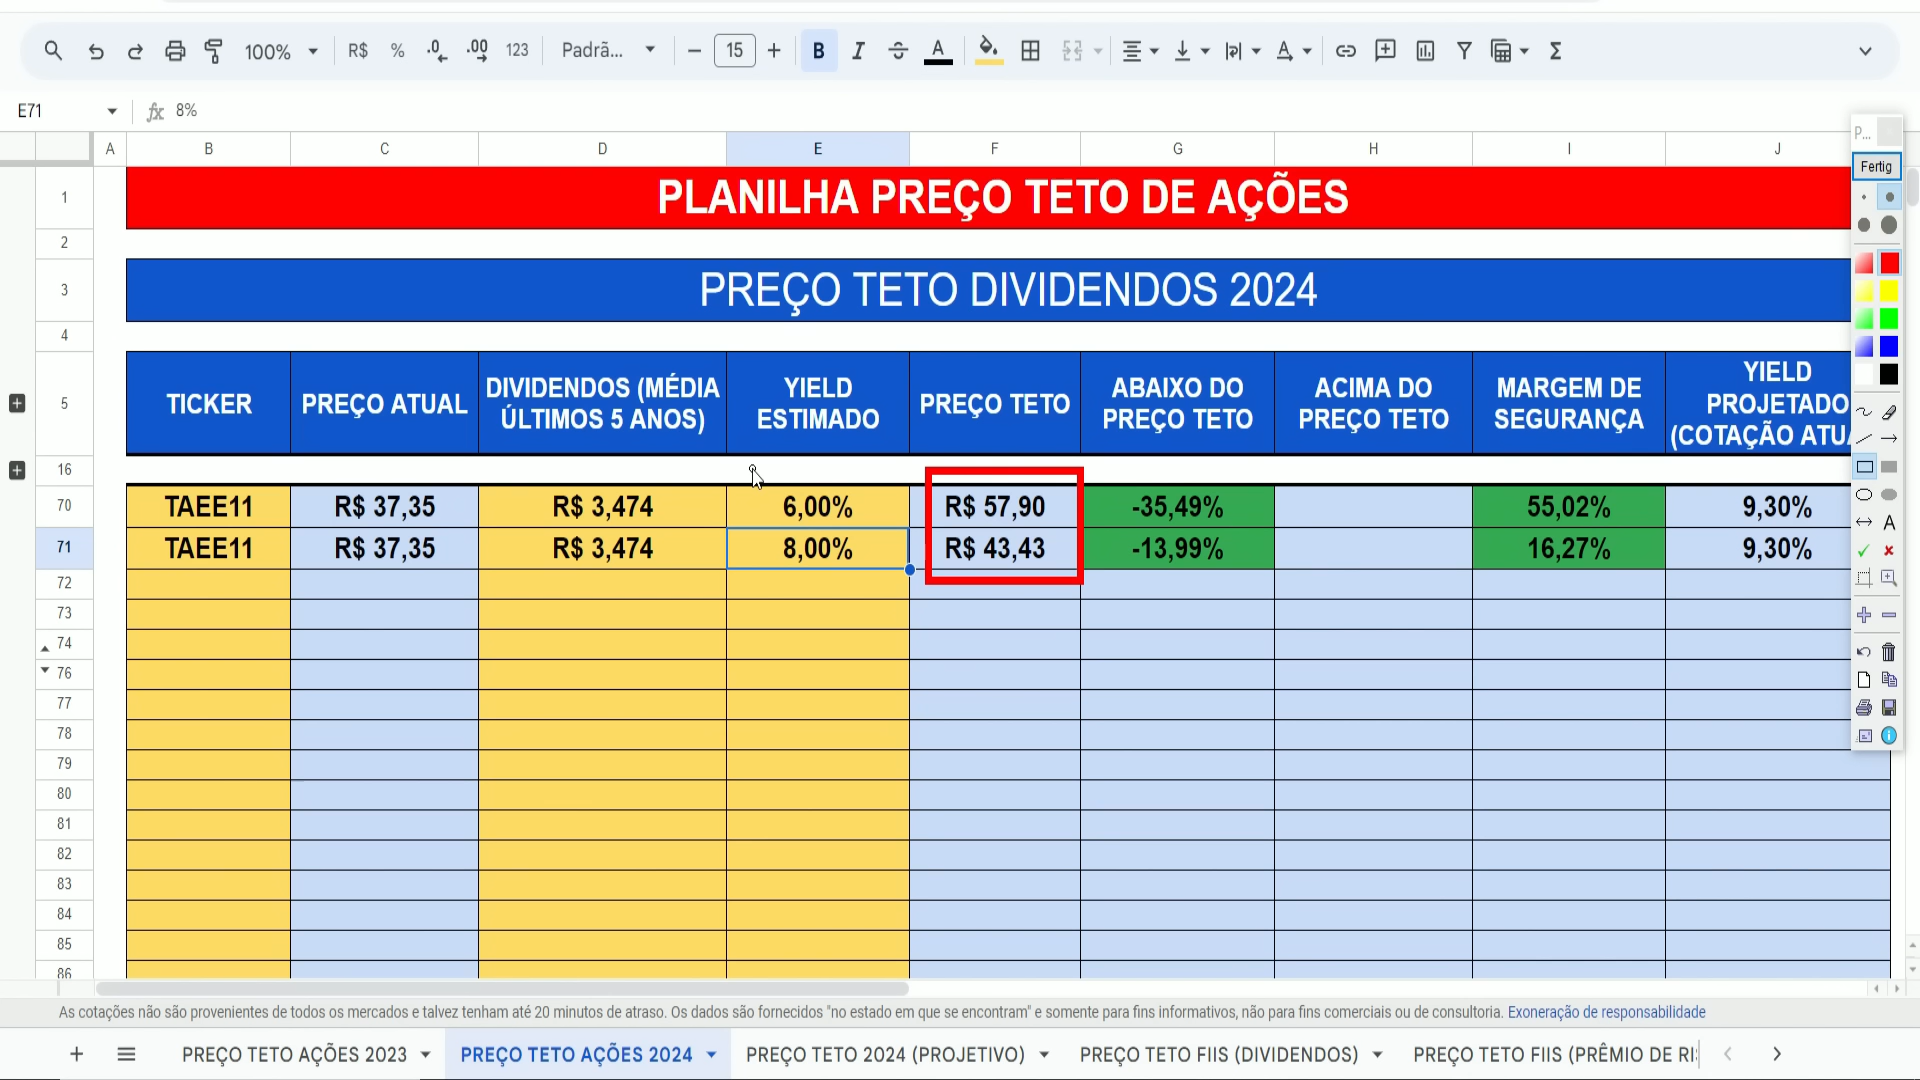 100%
R$
%
.0
.00
123
Padrã...
15
B
I
A
E71
fx
8%
P...
Fertig
A
B
C
D
E
F
G
H
I
J
1
PLANILHA PREÇO TETO DE AÇÕES
2
3
PREÇO TETO DIVIDENDOS 2024
4
5
TICKER
PREÇO ATUAL
DIVIDENDOS (MÉDIA
ÚLTIMOS 5 ANOS)
YIELD
ESTIMADO
PREÇO TETO
ABAIXO DO
PREÇO TETO
ACIMA DO
PREÇO TETO
MARGEM DE
SEGURANÇA
YIELD
PROJETADO
(COTAÇÃO ATU
16
70 TAEE11 R$ 37,35 R$ 3,474 6,00% R$ 57,90 -35,49% 55,02% 9,30%
71 TAEE11 R$ 37,35 R$ 3,474 8,00% R$ 43,43 -13,99% 16,27% 9,30%
72
73
74
76
77
78
79
80
81
82
83
84
85
86
A
As cotações não são provenientes de todos os mercados e talvez tenham até 20 minutos de atraso. Os dados são fornecidos "no estado em que se encontram" e somente para fins informativos, não para fins comerciais ou de consultoria. Exoneração de responsabilidade
PREÇO TETO AÇÕES 2023
PREÇO TETO AÇÕES 2024
PREÇO TETO 2024 (PROJETIVO)
PREÇO TETO FIIS (DIVIDENDOS)
PREÇO TETO FIIS (PRÊMIO DE RI